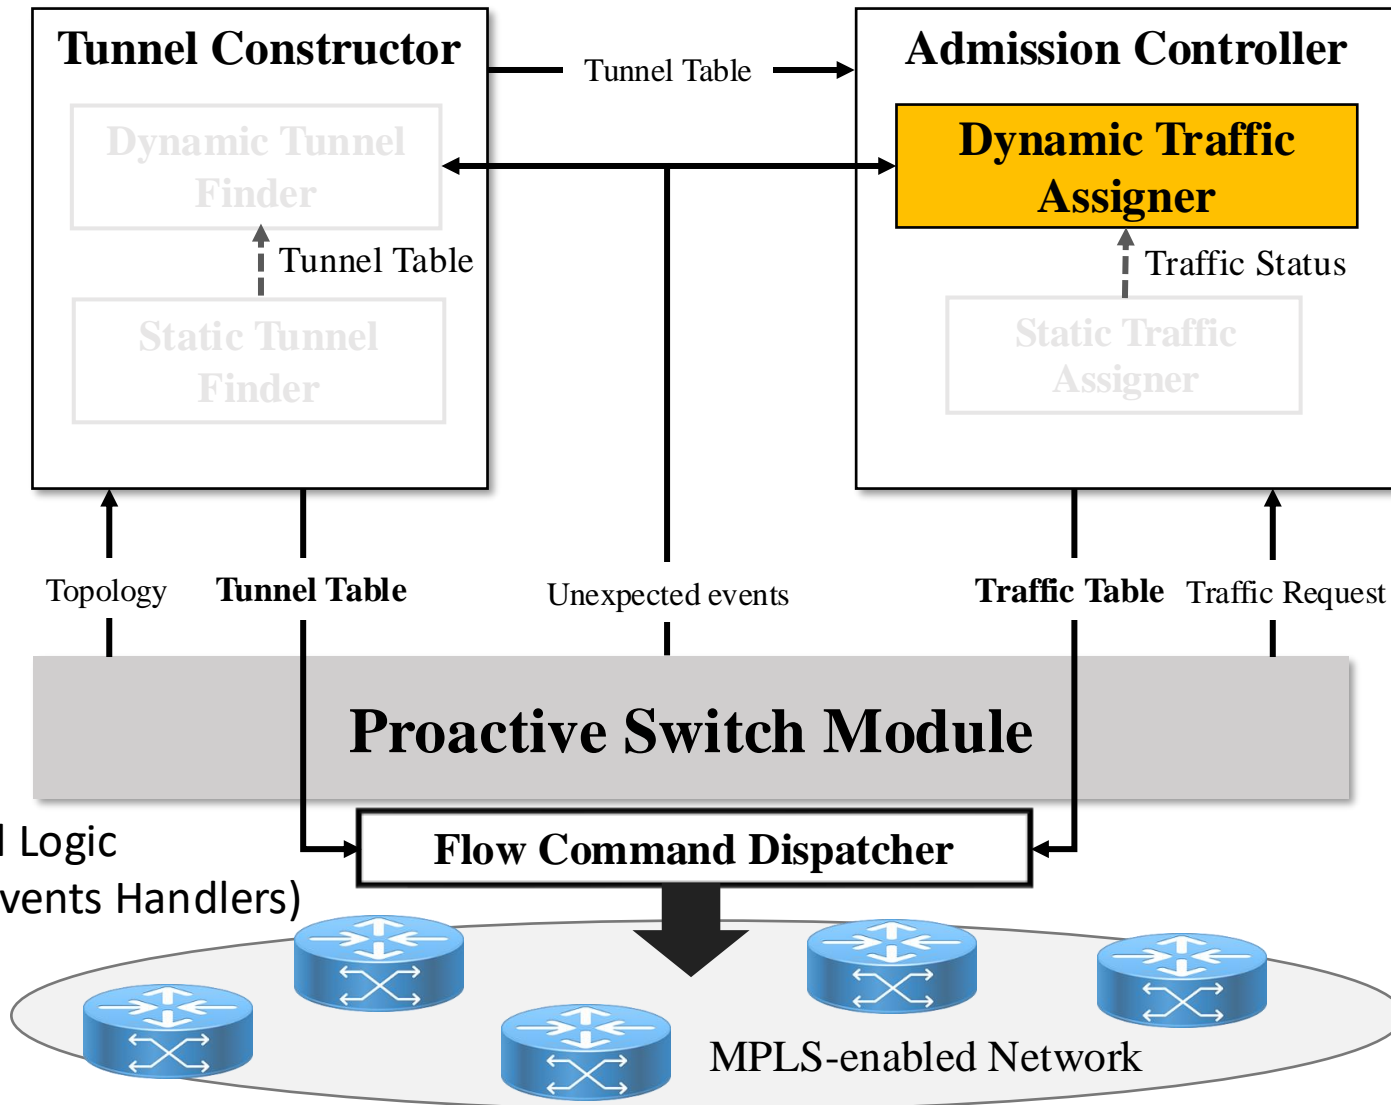 Tunnel Constructor
Dynamic Tunnel
Finder
Tunnel Table
Static Tunnel
Finder
Tunnel Table
Admission Controller
Dynamic Traffic
Assigner
Traffic Status
Static Traffic
Assigner
Topology
Tunnel Table
Unexpected events
Traffic Table
Traffic Request
Proactive Switch Module
Flow Command Dispatcher
Logic
Handlers)
MPLS-enabled Network